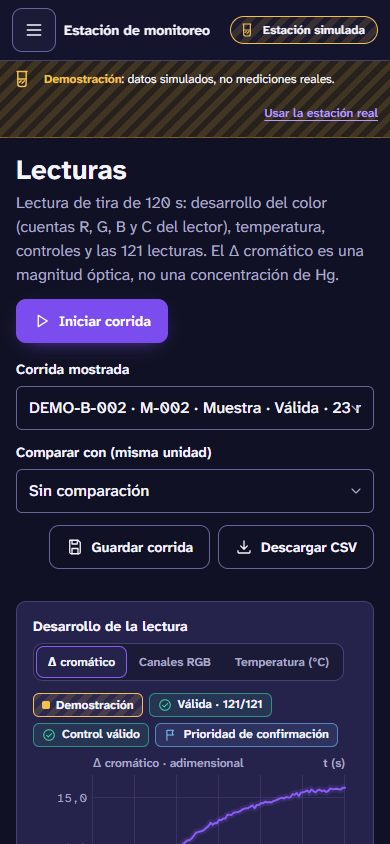 Estación de monitoreo
Estación simulada
Demostración: datos simulados, no mediciones reales.
Usar la estación real
Lecturas
Lectura de tira de 120 s: desarrollo del color
(cuentas R, G, B y C del lector), temperatura,
controles y las 121 lecturas. El Δ cromático es una
magnitud óptica, no una concentración de Hg.
Iniciar corrida
Corrida mostrada
DEMO-B-002 · M-002 · Muestra · Válida · 23
Comparar con (misma unidad)
Sin comparación
Guardar corrida
Descargar CSV
Desarrollo de la lectura
Δ cromático
Canales RGB
Temperatura (°C)
Demostración
Válida · 121/121
Control válido
Prioridad de confirmación
Δ cromático · adimensional
t (s)
15,0